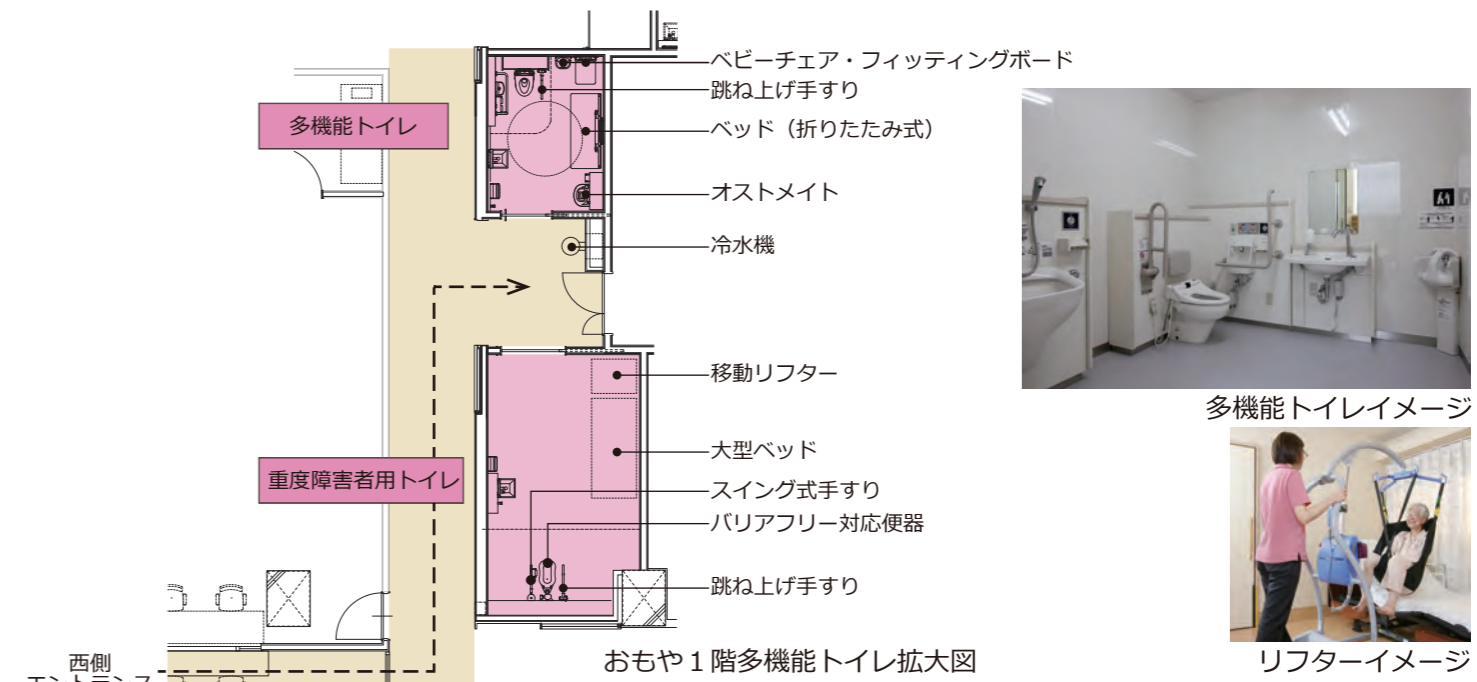 ベビーチェア・フィッティングボード
跳ね上げ手すり
多機能トイレ
ベッド（折りたたみ式）
オストメイト
冷水機
移動リフター
多機能トイレイメージ
大型ベッド
重度障害者用トイレ
スイング式手すり
バリアフリー対応便器
跳ね上げ手すり
西側
エントランス
おもや１階多機能トイレ拡大図
リフターイメージ